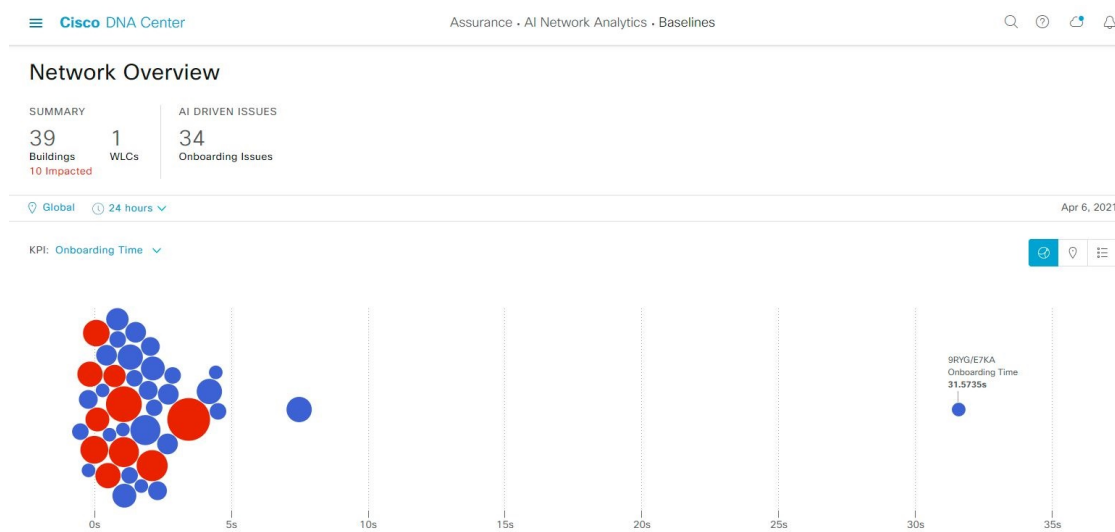 Cisco DNA Center
Assurance · AI Network Analytics · Baselines
Network Overview
SUMMARY
AI DRIVEN ISSUES
39
1
34
Buildings
WLCs
Onboarding Issues
10 Impacted
Global
24 hours
Apr 6, 2021
KPI: Onboarding Time
9RYG/E7KA
Onboarding Time
31.5735s
0s 5s 10s 15s 20s 25s 30s 35s